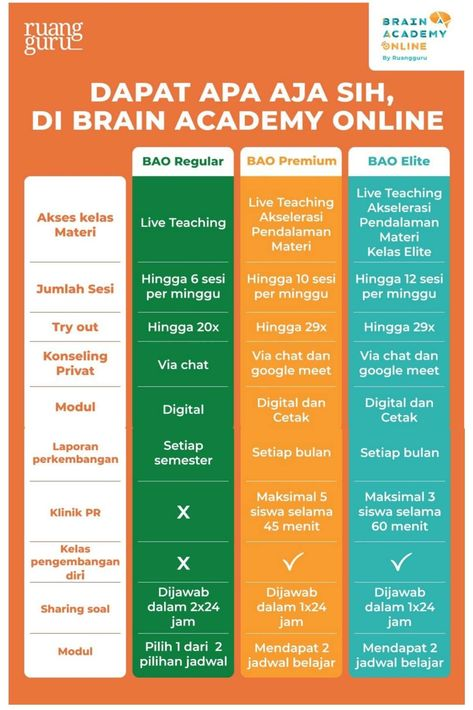 ruang
guru
BRAIN
ACADEMY
ONLINE
By Ruangguru
DAPAT APA AJA SIH,
DI BRAIN ACADEMY ONLINE
BAO Regular
BAO Premium
BAO Elite
Akses kelas
Materi
Live Teaching
Live Teaching
Akselerasi
Pendalaman
Materi
Live Teaching
Akselerasi
Pendalaman
Materi
Kelas Elite
Jumlah Sesi
Hingga 6 sesi
per minggu
Hingga 10 sesi
per minggu
Hingga 12 sesi
per minggu
Try out
Hingga 20x
Hingga 29x
Hingga 29x
Konseling
Privat
Via chat
Via chat dan
google meet
Via chat dan
google meet
Modul
Digital
Digital dan
Cetak
Digital dan
Cetak
Laporan
perkembangan
Setiap
semester
Setiap bulan
Setiap bulan
Klinik PR
X
Maksimal 5
siswa selama
45 menit
Maksimal 3
siswa selama
60 menit
Kelas
pengembangan
diri
X
✓
✓
Sharing soal
Dijawab
dalam 2x24
jam
Dijawab
dalam 1x24
jam
Dijawab
dalam 1x24
jam
Modul
Pilih 1 dari 2
pilihan jadwal
Mendapat 2
jadwal belajar
Mendapat 2
jadwal belajar